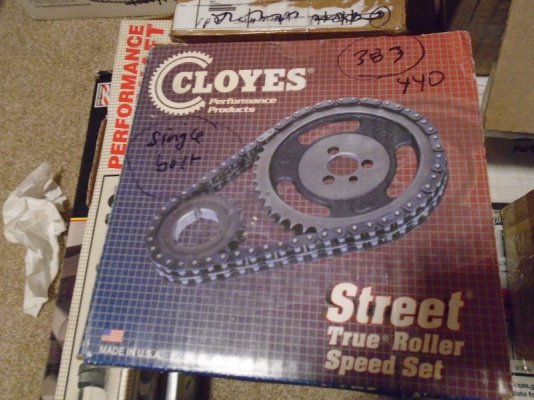 CLOYES®
Performance
Products
383
440
single
bolt
Street®
True® Roller
Speed Set
MADE IN U.S.A.
PERFORMANCE